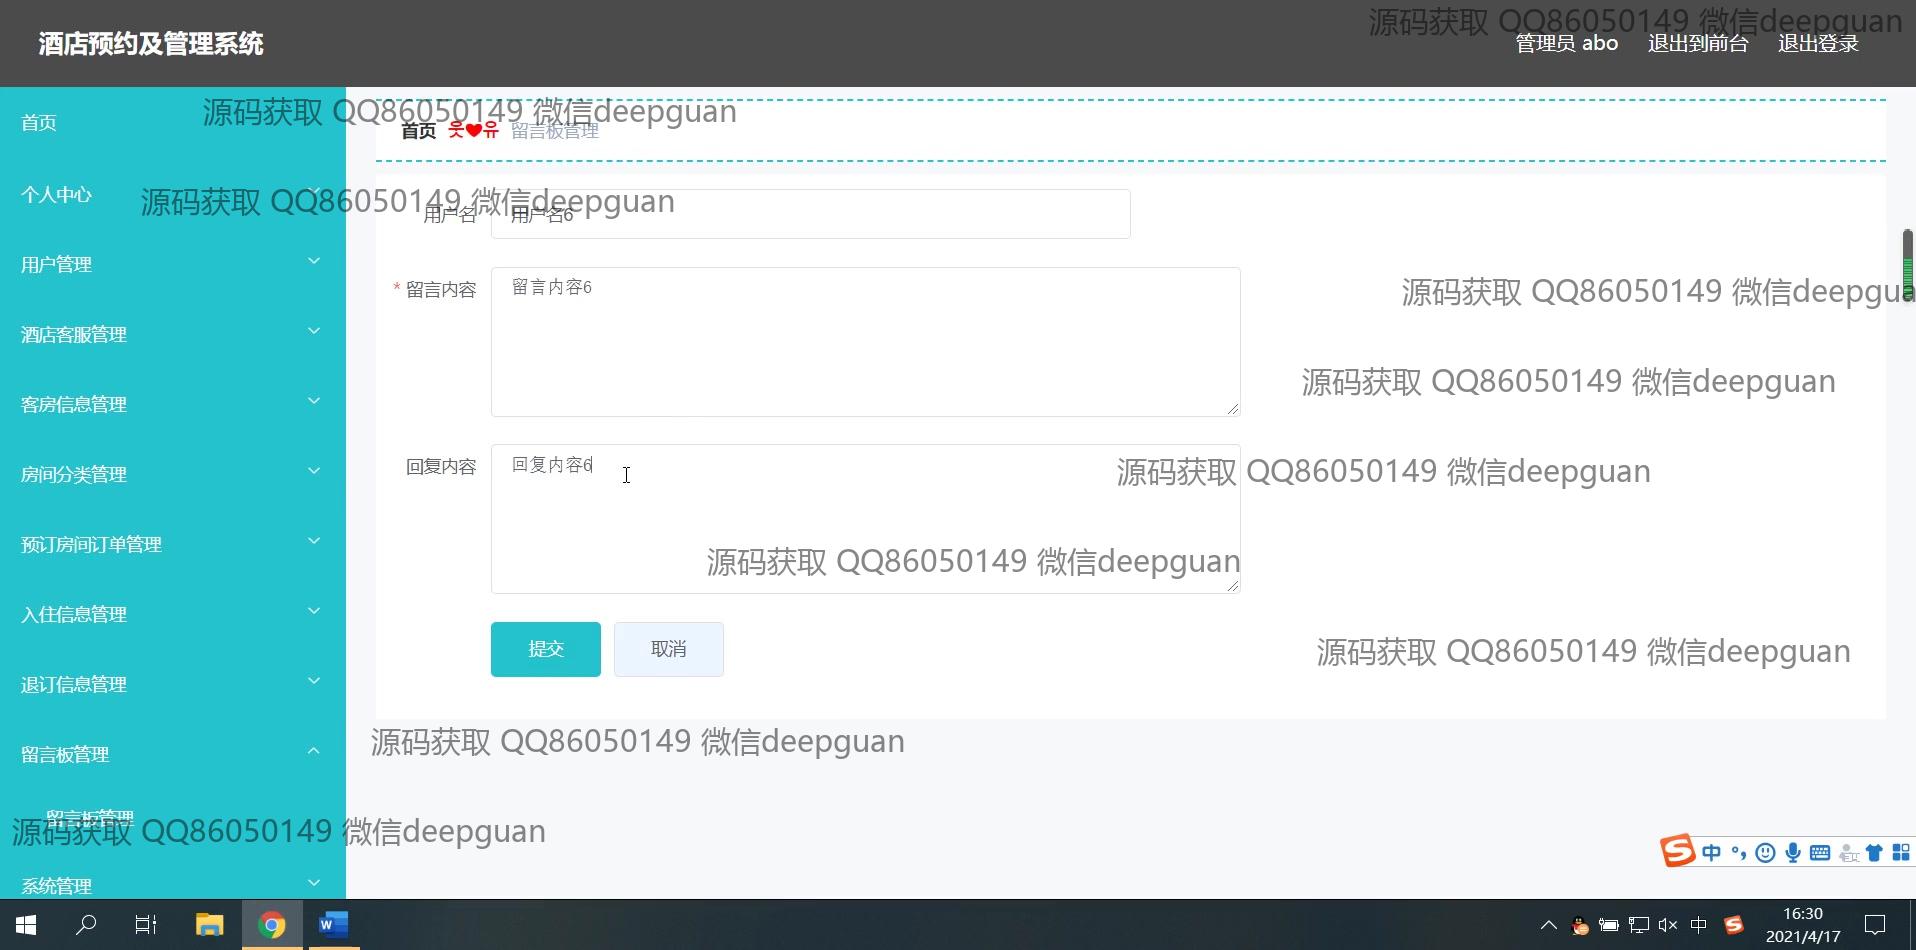 酒店预约及管理系统
源码获取 QQ86050149 微信deepguan
管理员 abo 退出到前台 退出登录
首页
源码获取 QQ86050149 微信deepguan
首页 웃❤유 留言板管理
个人中心
源码获取 QQ86050149 微信deepguan
用户名 用户名6
用户管理
* 留言内容 留言内容6
源码获取 QQ86050149 微信deepgua
酒店客服管理
源码获取 QQ86050149 微信deepguan
客房信息管理
回复内容 回复内容6
源码获取 QQ86050149 微信deepguan
房间分类管理
预订房间订单管理
源码获取 QQ86050149 微信deepguan
入住信息管理
提交 取消
源码获取 QQ86050149 微信deepguan
退订信息管理
留言板管理
源码获取 QQ86050149 微信deepguan
留言板管理
源码获取 QQ86050149 微信deepguan
中
系统管理
中
16:30
2021/4/17